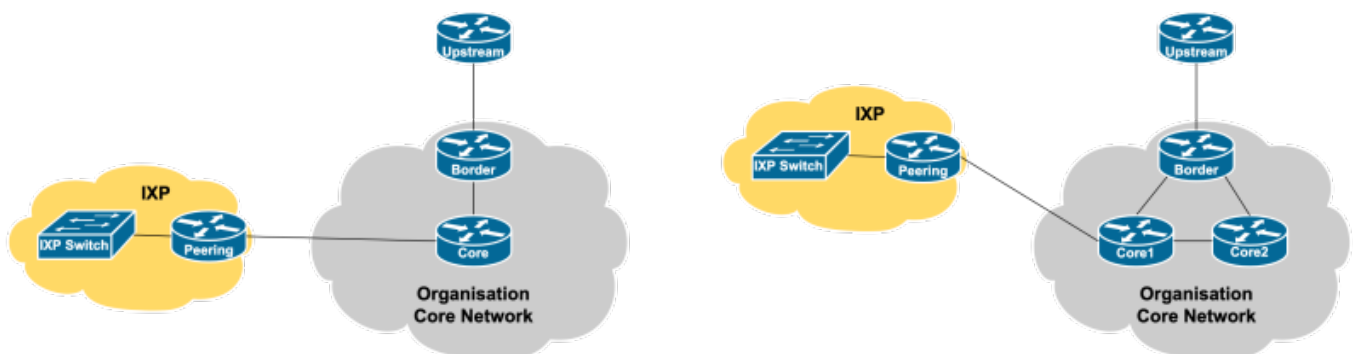 Upstream
Border
IXP
IXP Switch
Peering
Core
Organisation
Core Network
Upstream
IXP
IXP Switch
Peering
Border
Core1
Core2
Organisation
Core Network